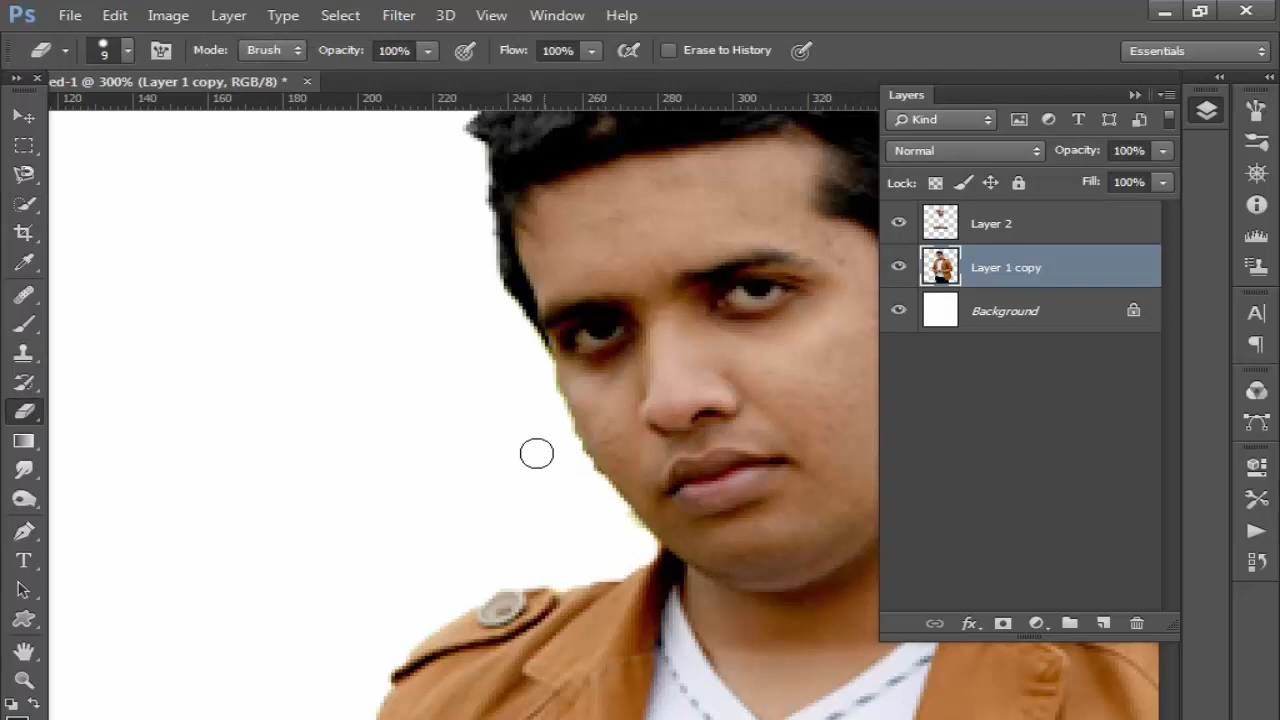 Ps File Edit Image Layer Type Select Filter 3D View Window Help
9 Mode: Brush Opacity: 100% Flow: 100% Erase to History Essentials
ed-1 @ 300% (Layer 1 copy, RGB/8) * ×
120 140 160 180 200 220 240 260 280 300 320
Layers
Kind
Normal Opacity: 100%
Lock: Fill: 100%
Layer 2
Layer 1 copy
Background
fx